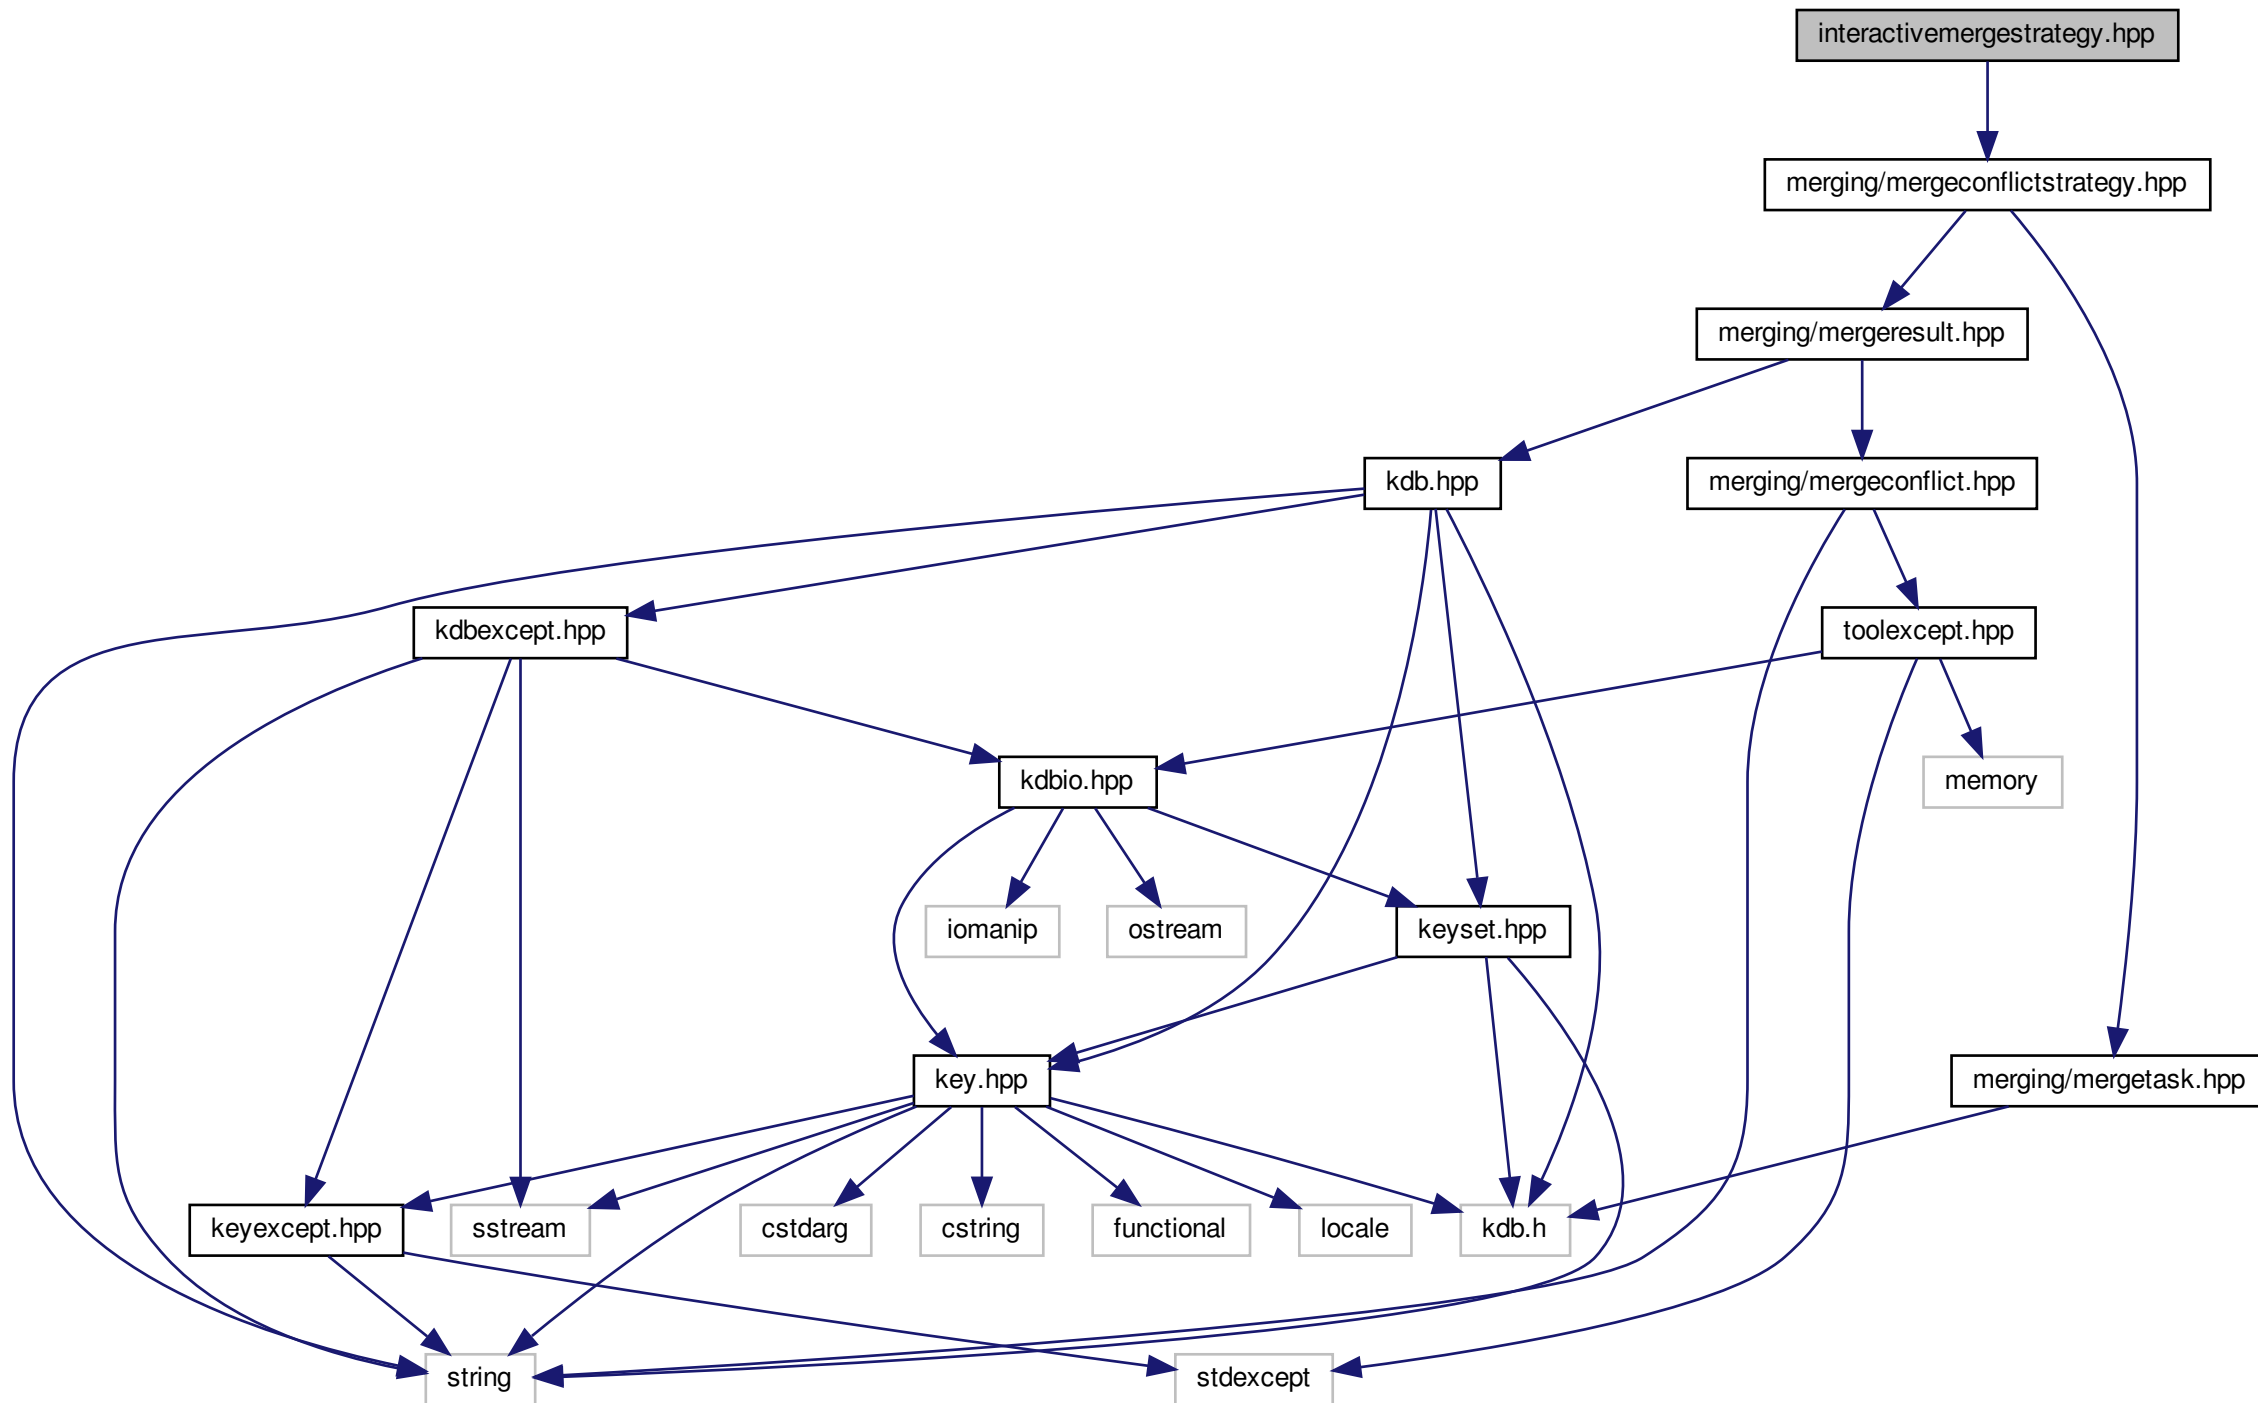 interactivemergestrategy.hpp
merging/mergeconflictstrategy.hpp
merging/mergeresult.hpp
kdb.hpp
merging/mergeconflict.hpp
kdbexcept.hpp
toolexcept.hpp
kdbio.hpp
memory
iomanip
ostream
keyset.hpp
key.hpp
merging/mergetask.hpp
keyexcept.hpp
sstream
cstdarg
cstring
functional
locale
kdb.h
string
stdexcept